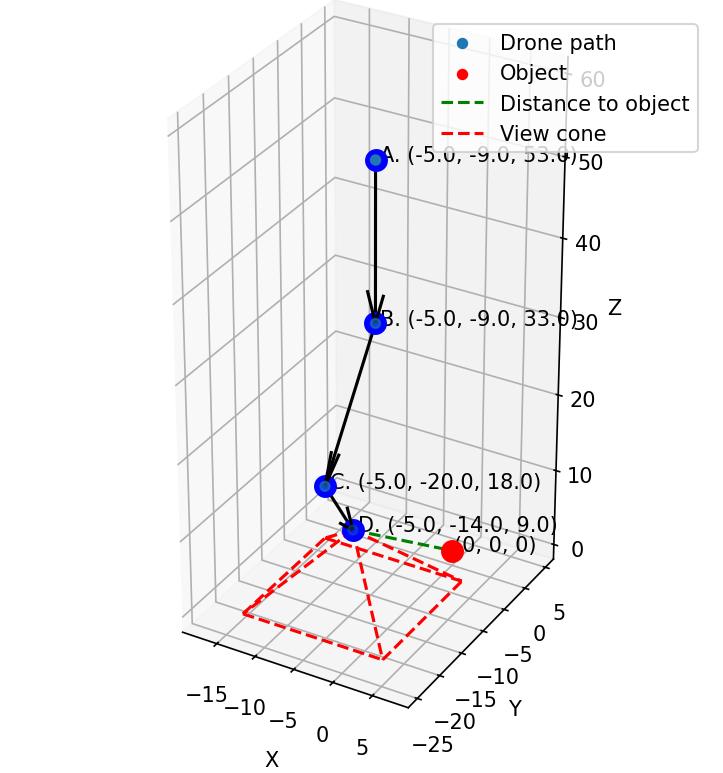 Drone path
Object
Distance to object
View cone
60
A. (-5.0, -9.0, 53.0)
50
40
Z
B. (-5.0, -9.0, 33.0)
30
20
C. (-5.0, -20.0, 18.0)
10
D. (-5.0, -14.0, 9.0)
(0, 0, 0)
0
5
0
−5
−10
−15
−20
−25
Y
−15
−10
−5
0
5
X